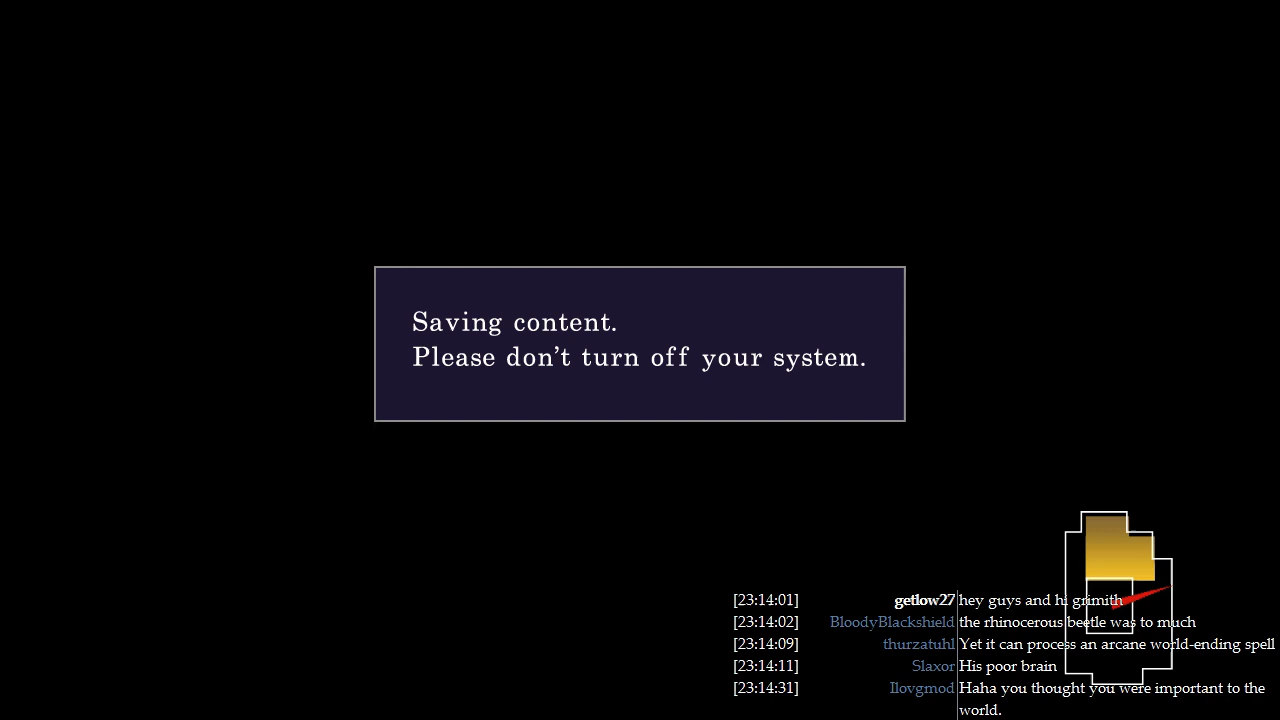 Saving content.
Please don't turn off your system.
[23:14:01] getlow27 hey guys and hi grimith
[23:14:02] BloodyBlackshield the rhinocerous beetle was to much
[23:14:09] thurzatuhl Yet it can process an arcane world-ending spell
[23:14:11] Slaxor His poor brain
[23:14:31] Ilovgmod Haha you thought you were important to the
world.